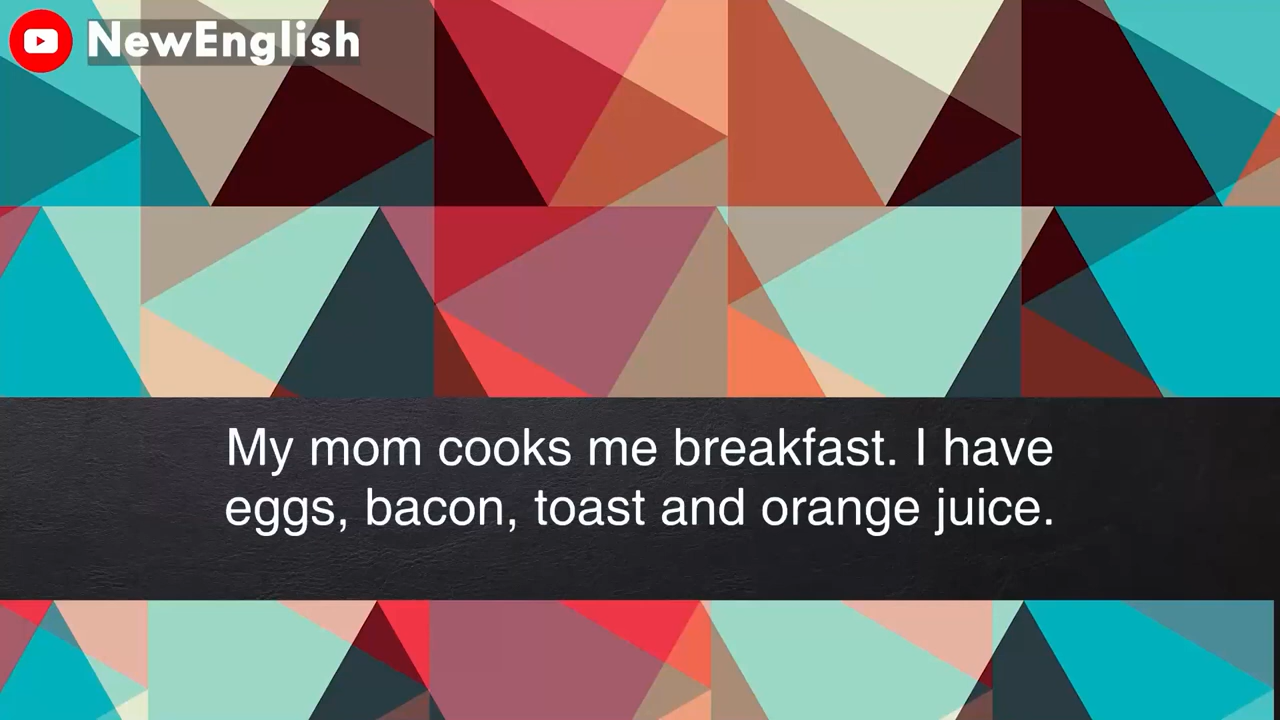 NewEnglish
My mom cooks me breakfast. I have
eggs, bacon, toast and orange juice.